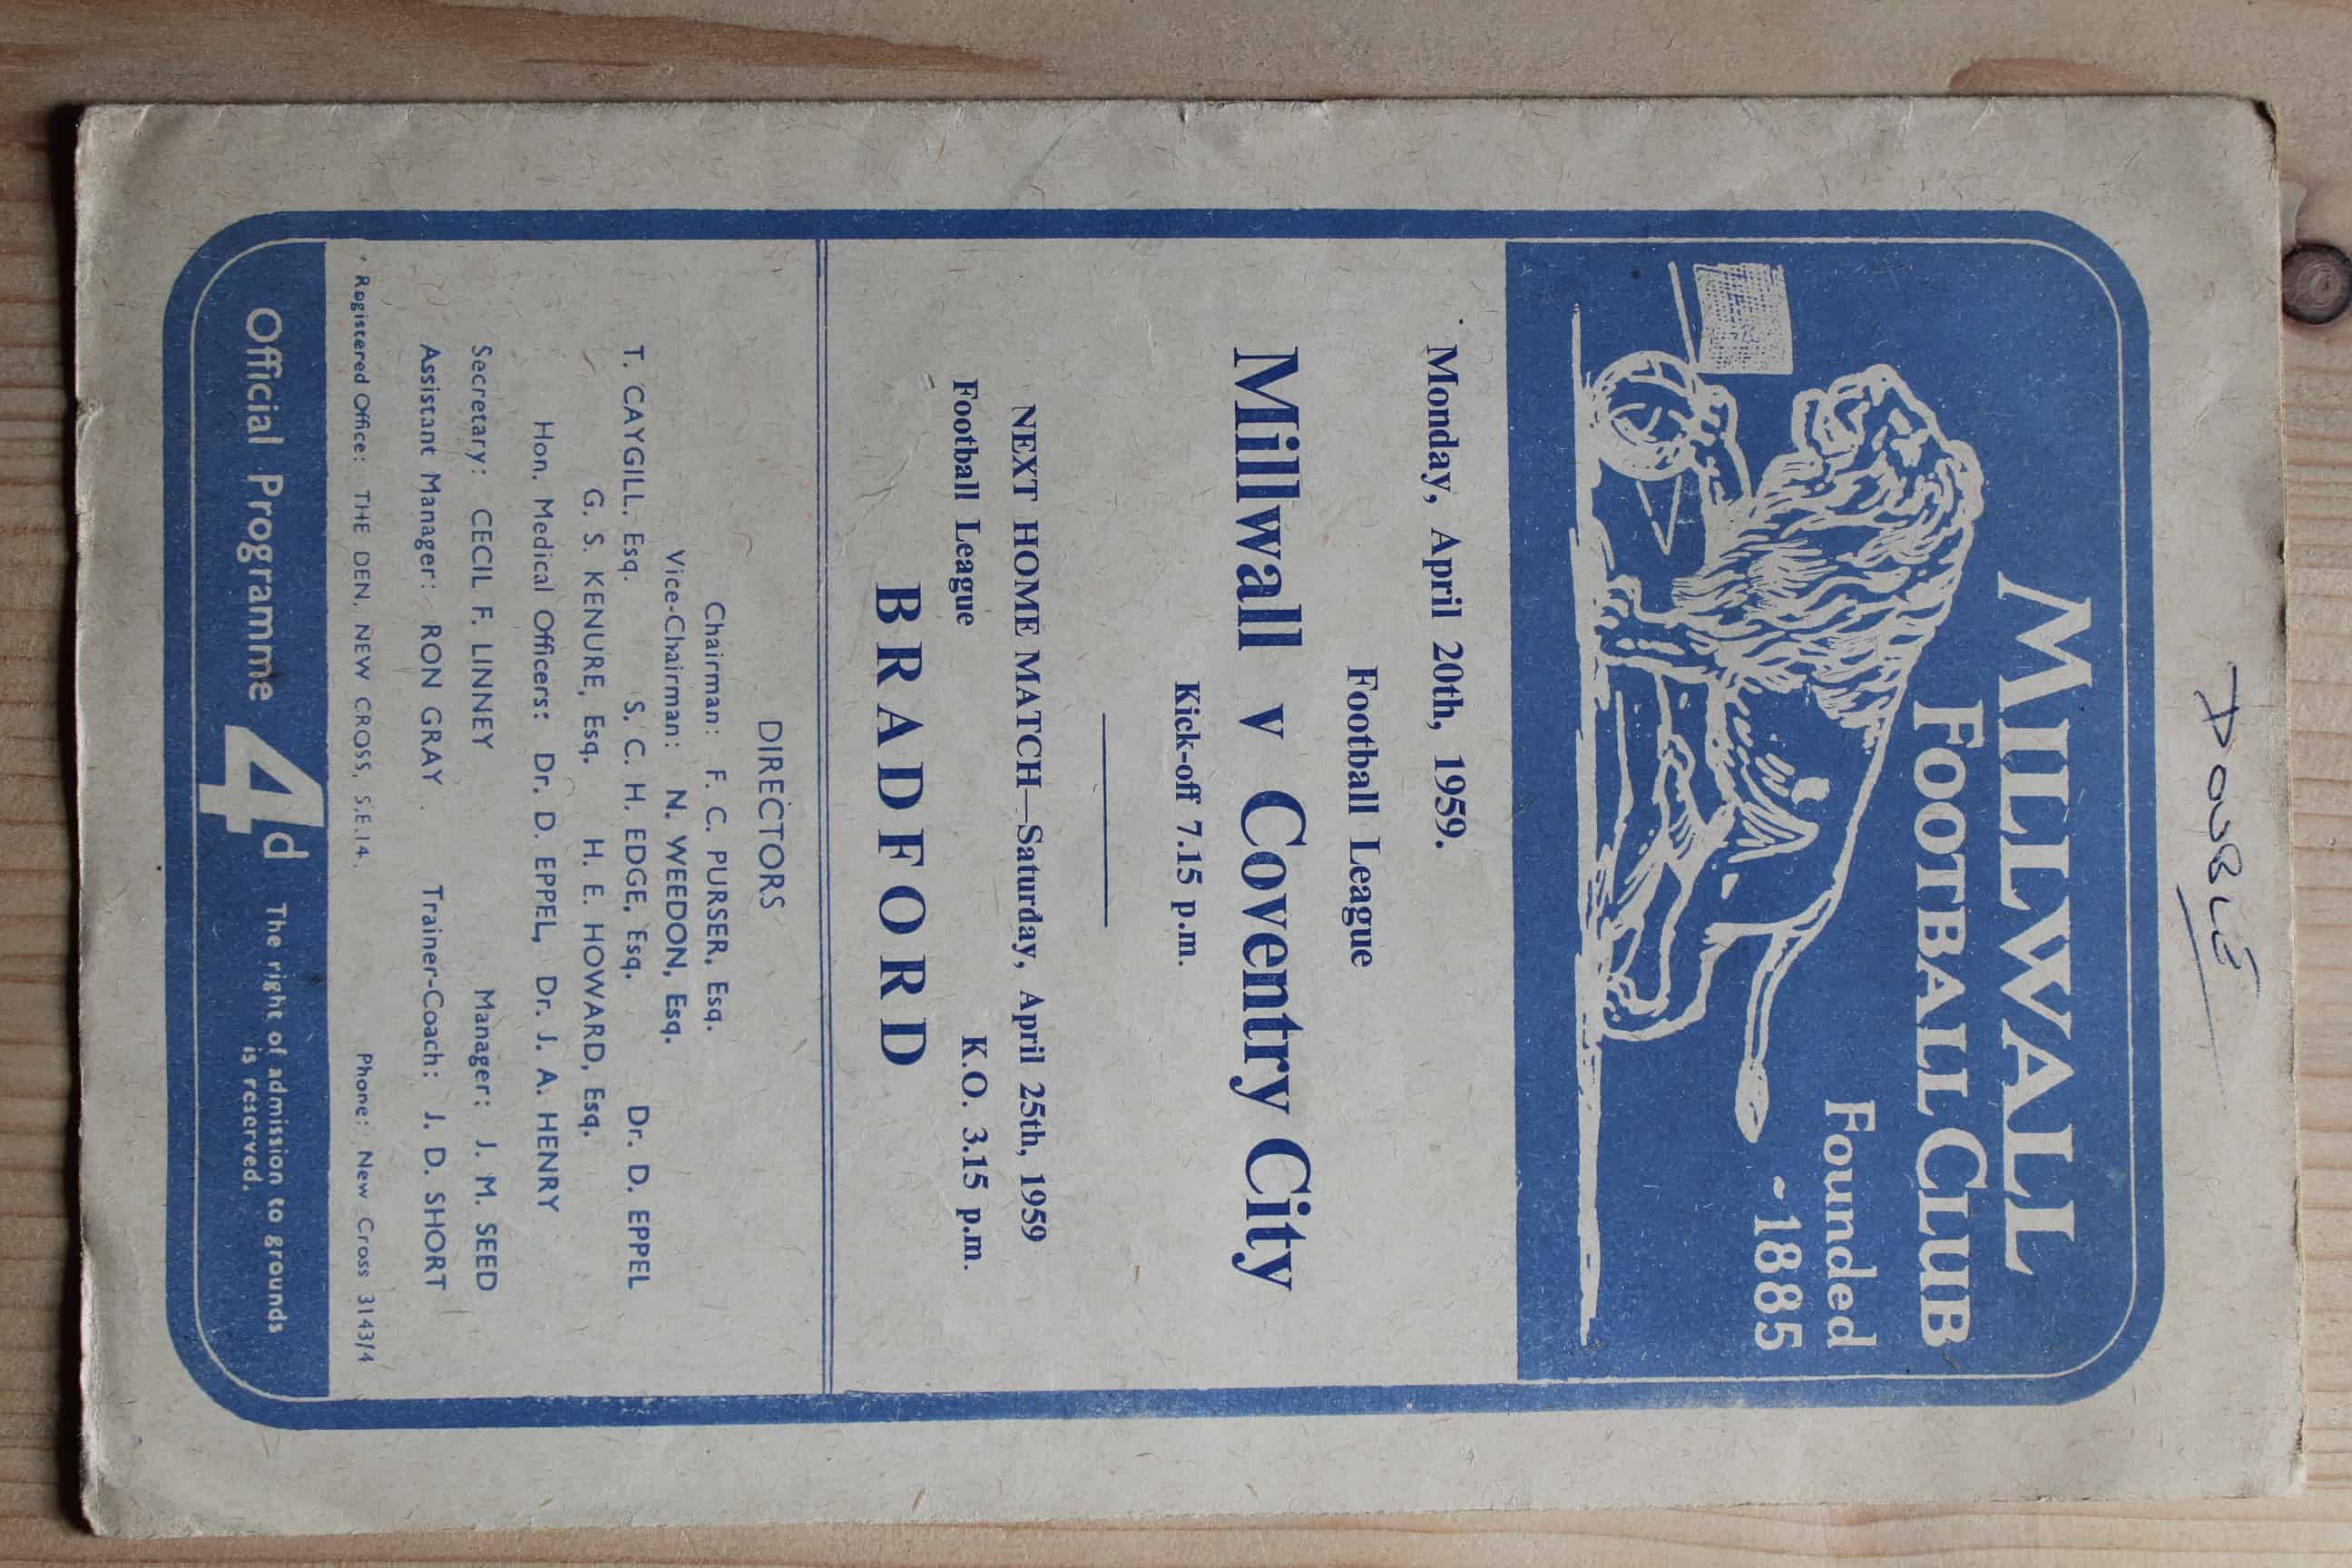 DOUBLE
MILLWALL
FOOTBALL CLUB
Founded
-1885
Monday, April 20th, 1959.
Football League
Millwall v Coventry City
Kick-off 7.15 p.m.
NEXT HOME MATCH—Saturday, April 25th, 1959
Football League K.O. 3.15 p.m.
BRADFORD
DIRECTORS
Chairman: F. C. PURSER, Esq.
Vice-Chairman: N. WEEDON, Esq.
T. CAYGILL, Esq. S. C. H. EDGE, Esq. Dr. D. EPPEL
G. S. KENURE, Esq. H. E. HOWARD, Esq.
Hon. Medical Officers: Dr. D. EPPEL, Dr. J. A. HENRY
Secretary: CECIL F. LINNEY Manager: J. M. SEED
Assistant Manager: RON GRAY Trainer-Coach: J. D. SHORT
Registered Office: THE DEN, NEW CROSS, S.E.14. Phone: New Cross 3143/4
Official Programme 4d The right of admission to grounds
is reserved.